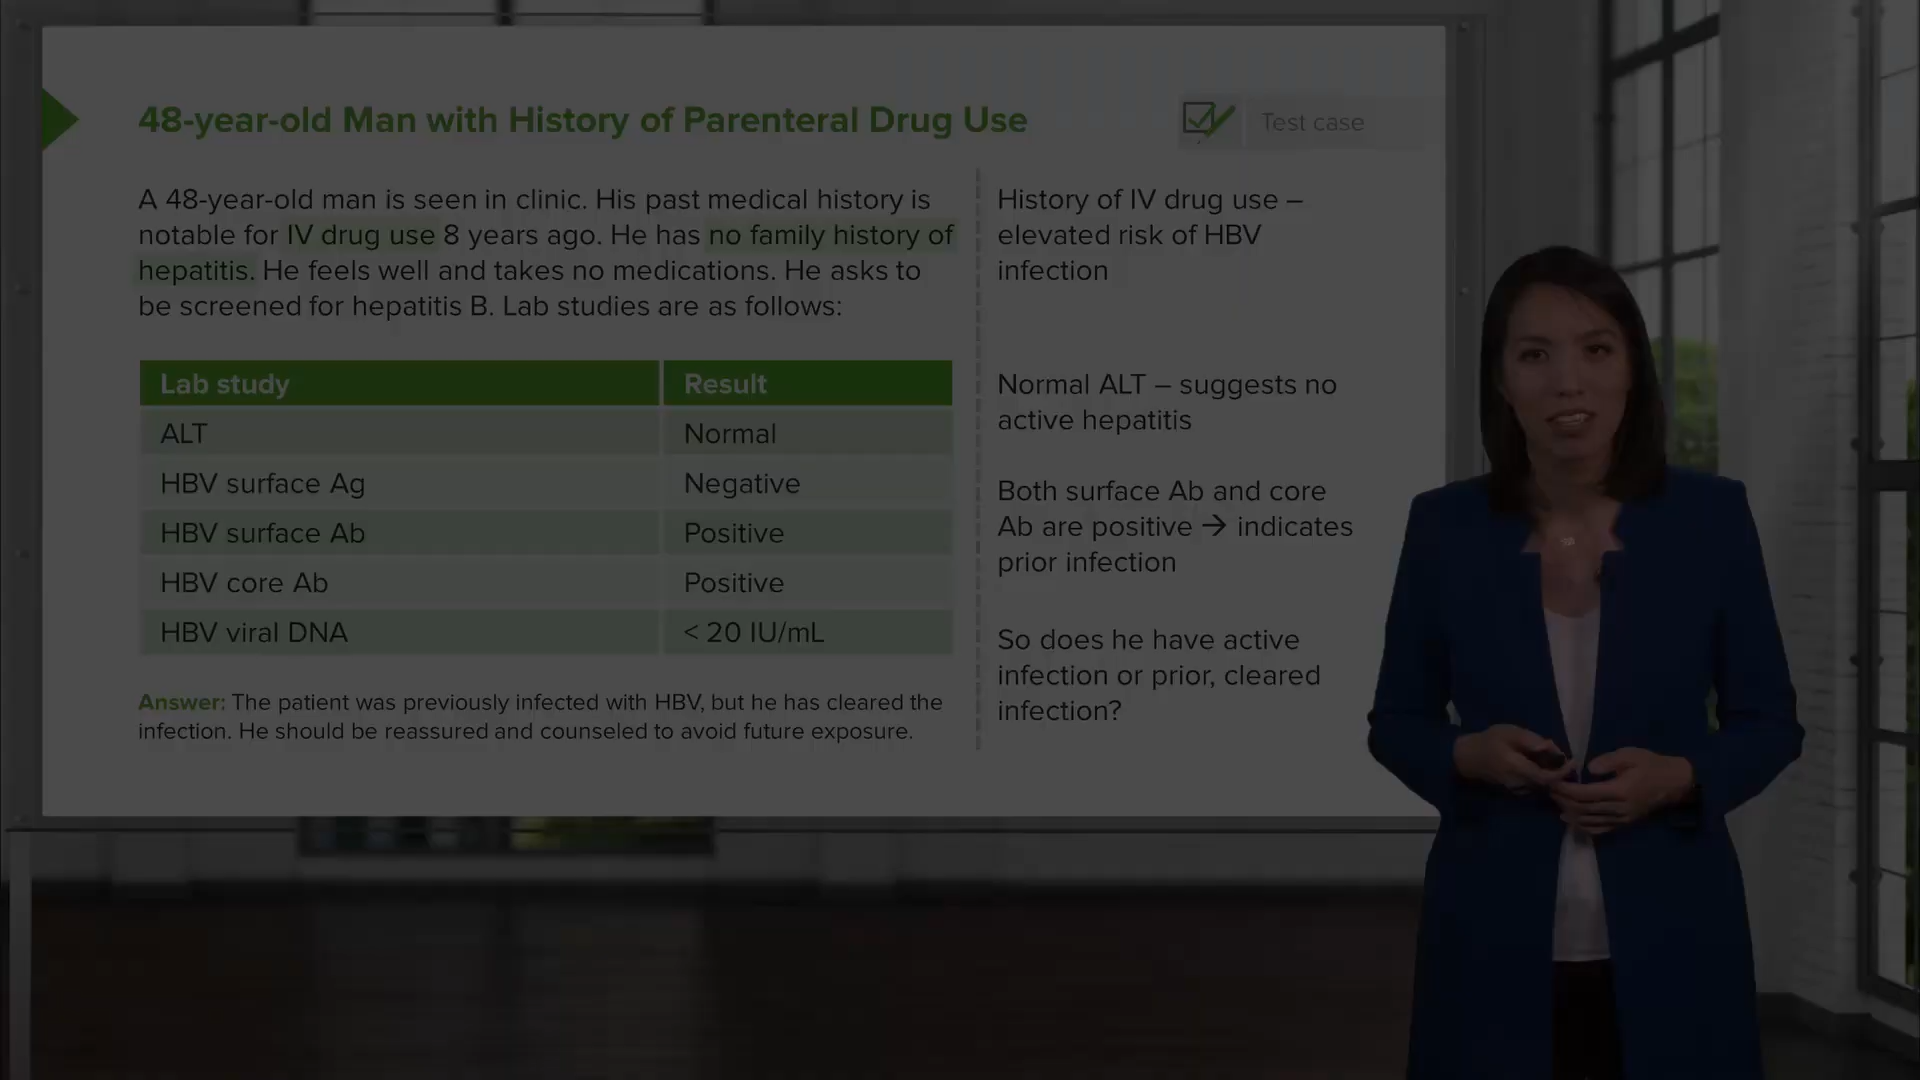 48-year-old Man with History of Parenteral Drug Use
Test case
A 48-year-old man is seen in clinic. His past medical history is
notable for IV drug use 8 years ago. He has no family history of
hepatitis. He feels well and takes no medications. He asks to
be screened for hepatitis B. Lab studies are as follows:
Lab study Result
ALT Normal
HBV surface Ag Negative
HBV surface Ab Positive
HBV core Ab Positive
HBV viral DNA < 20 IU/mL
Answer: The patient was previously infected with HBV, but he has cleared the
infection. He should be reassured and counseled to avoid future exposure.
History of IV drug use –
elevated risk of HBV
infection
Normal ALT – suggests no
active hepatitis
Both surface Ab and core
Ab are positive → indicates
prior infection
So does he have active
infection or prior, cleared
infection?